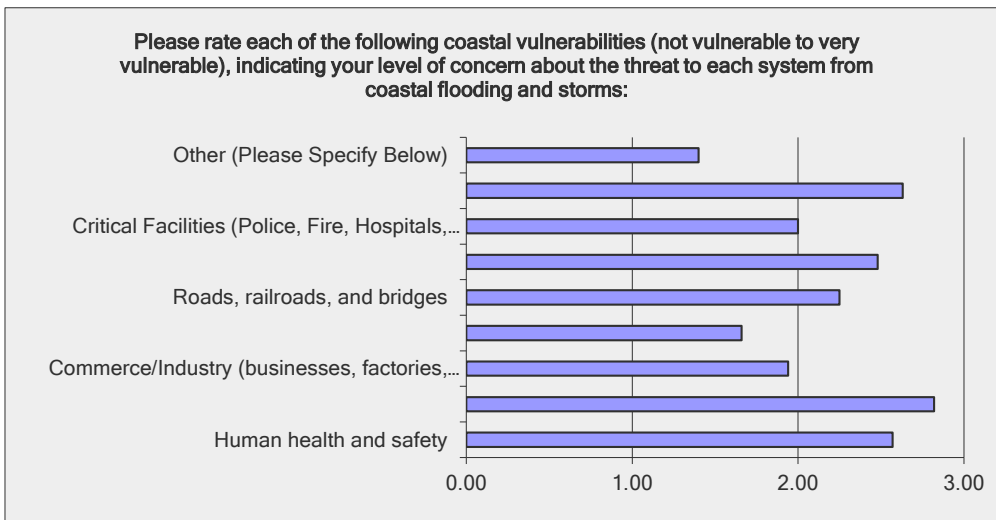 Please rate each of the following coastal vulnerabilities (not vulnerable to very
vulnerable), indicating your level of concern about the threat to each system from
coastal flooding and storms:
Other (Please Specify Below)
Critical Facilities (Police, Fire, Hospitals,...
Roads, railroads, and bridges
Commerce/Industry (businesses, factories,...
Human health and safety
0.00 1.00 2.00 3.00